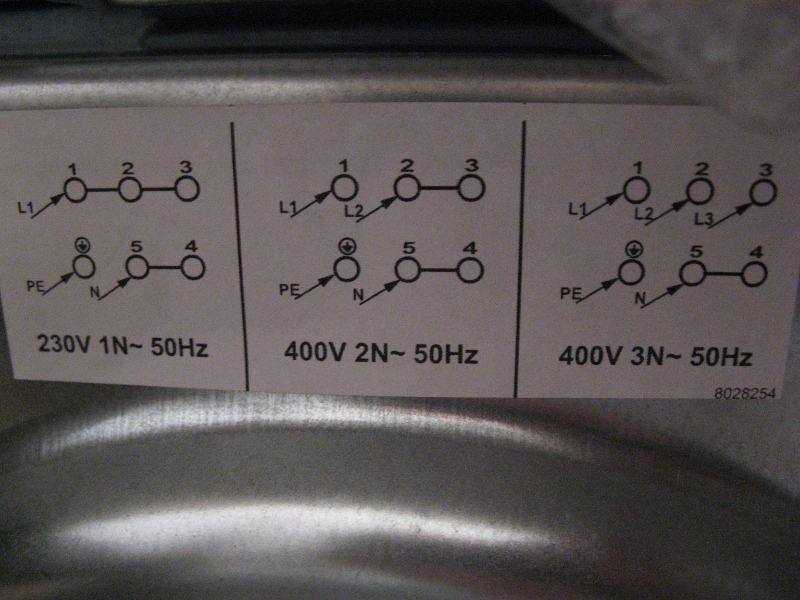 1 2 3
L1
5 4
PE N
230V 1N~ 50Hz
1 2 3
L1 L2
5 4
PE N
400V 2N~ 50Hz
1 2 3
L1 L2 L3
5 4
PE N
400V 3N~ 50Hz
8028254